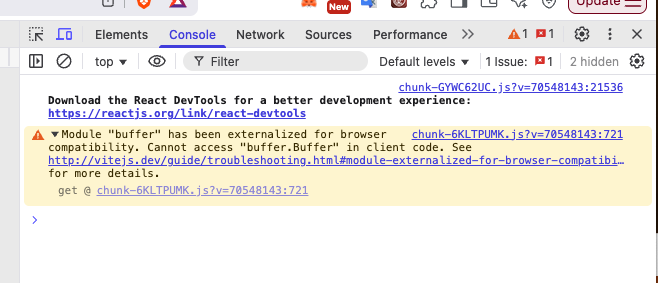 New
Update
Elements Console Network Sources Performance 1 1
top Filter Default levels 1 Issue: 1 2 hidden
chunk-GYWC62UC.js?v=70548143:21536
Download the React DevTools for a better development experience:
https://reactjs.org/link/react-devtools
Module "buffer" has been externalized for browser chunk-6KLTPUMK.js?v=70548143:721
compatibility. Cannot access "buffer.Buffer" in client code. See
http://vitejs.dev/guide/troubleshooting.html#module-externalized-for-browser-compatibi…
for more details.
get @ chunk-6KLTPUMK.js?v=70548143:721